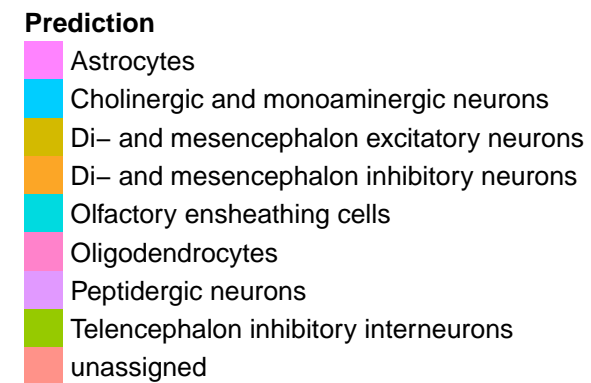 Prediction
Astrocytes
Cholinergic and monoaminergic neurons
Di− and mesencephalon excitatory neurons
Di− and mesencephalon inhibitory neurons
Olfactory ensheathing cells
Oligodendrocytes
Peptidergic neurons
Telencephalon inhibitory interneurons
unassigned